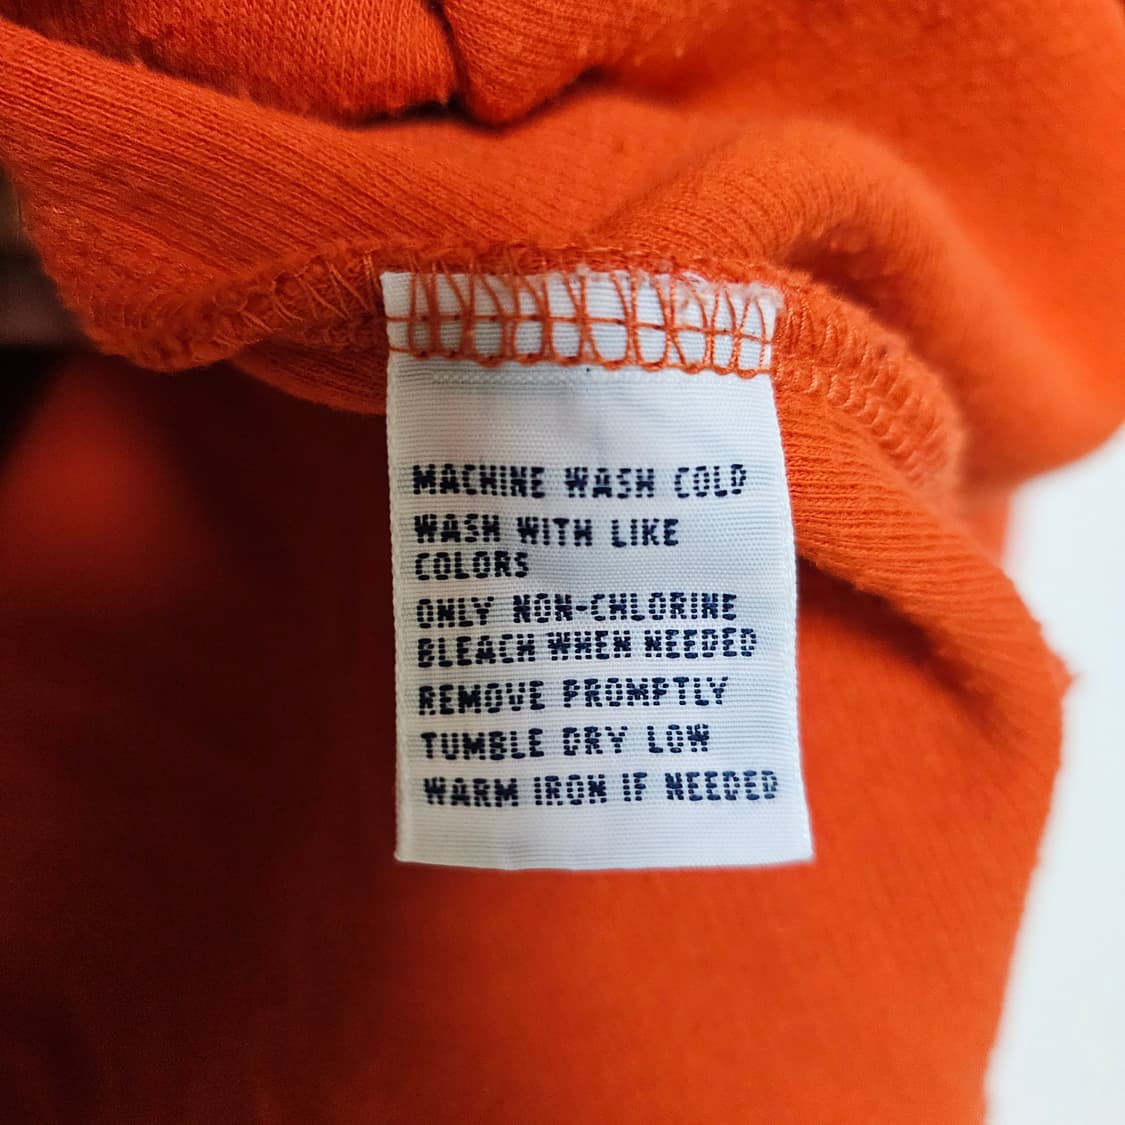 MACHINE WASH COLD
WASH WITH LIKE
COLORS
ONLY NON-CHLORINE
BLEACH WHEN NEEDED
REMOVE PROMPTLY
TUMBLE DRY LOW
WARM IRON IF NEEDED